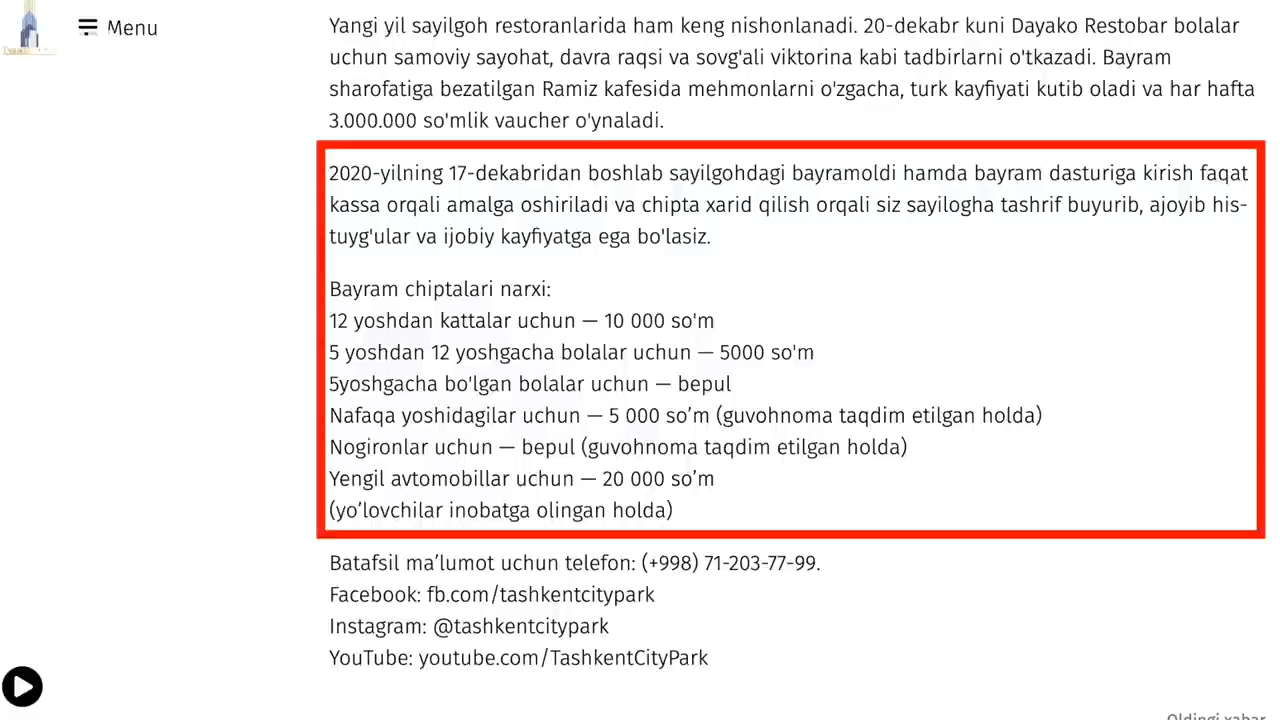 Menu
Yangi yil sayilgoh restoranlarida ham keng nishonlanadi. 20-dekabr kuni Dayako Restobar bolalar
uchun samoviy sayohat, davra raqsi va sovg'ali viktorina kabi tadbirlarni o'tkazadi. Bayram
sharofatiga bezatilgan Ramiz kafesida mehmonlarni o'zgacha, turk kayfiyati kutib oladi va har hafta
3.000.000 so'mlik vaucher o'ynaladi.
2020-yilning 17-dekabridan boshlab sayilgohdagi bayramoldi hamda bayram dasturiga kirish faqat
kassa orqali amalga oshiriladi va chipta xarid qilish orqali siz sayilogha tashrif buyurib, ajoyib his-
tuyg'ular va ijobiy kayfiyatga ega bo'lasiz.
Bayram chiptalari narxi:
12 yoshdan kattalar uchun — 10 000 so'm
5 yoshdan 12 yoshgacha bolalar uchun — 5000 so'm
5yoshgacha bo'lgan bolalar uchun — bepul
Nafaqa yoshidagilar uchun — 5 000 so’m (guvohnoma taqdim etilgan holda)
Nogironlar uchun — bepul (guvohnoma taqdim etilgan holda)
Yengil avtomobillar uchun — 20 000 so’m
(yo’lovchilar inobatga olingan holda)
Batafsil ma’lumot uchun telefon: (+998) 71-203-77-99.
Facebook: fb.com/tashkentcitypark
Instagram: @tashkentcitypark
YouTube: youtube.com/TashkentCityPark
Oldingi xabar